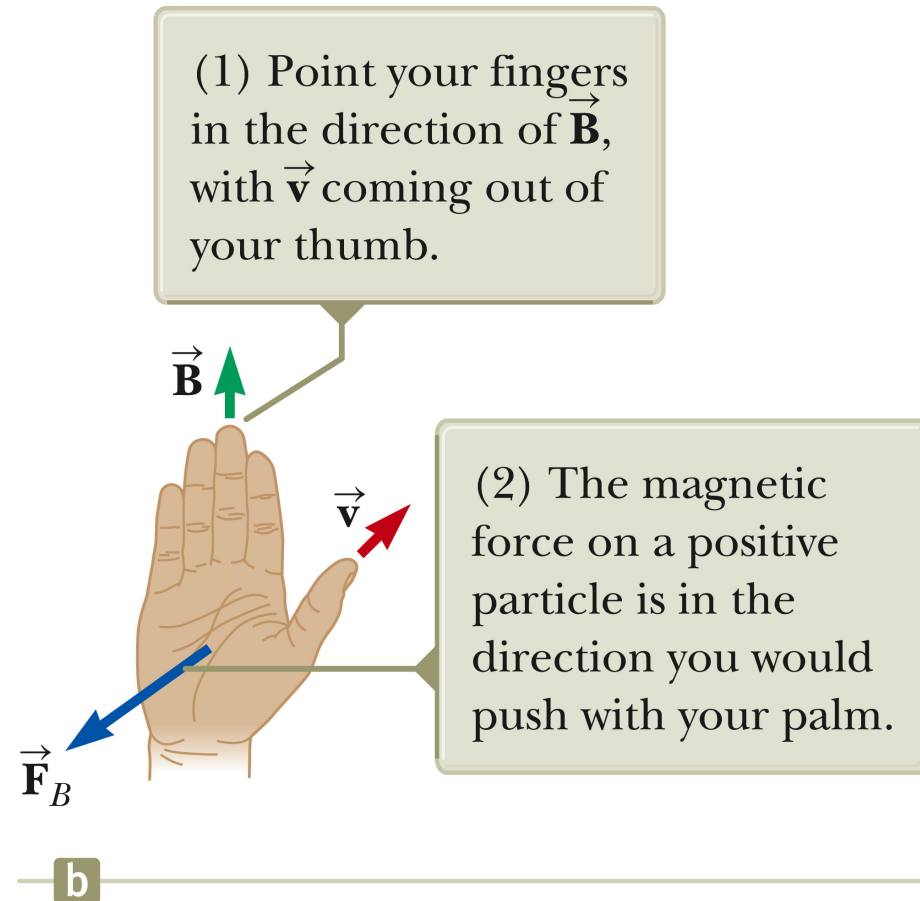 (1) Point your fingers
in the direction of B⃗,
with v⃗ coming out of
your thumb.
B⃗
v⃗
(2) The magnetic
force on a positive
particle is in the
direction you would
push with your palm.
F⃗_B
b